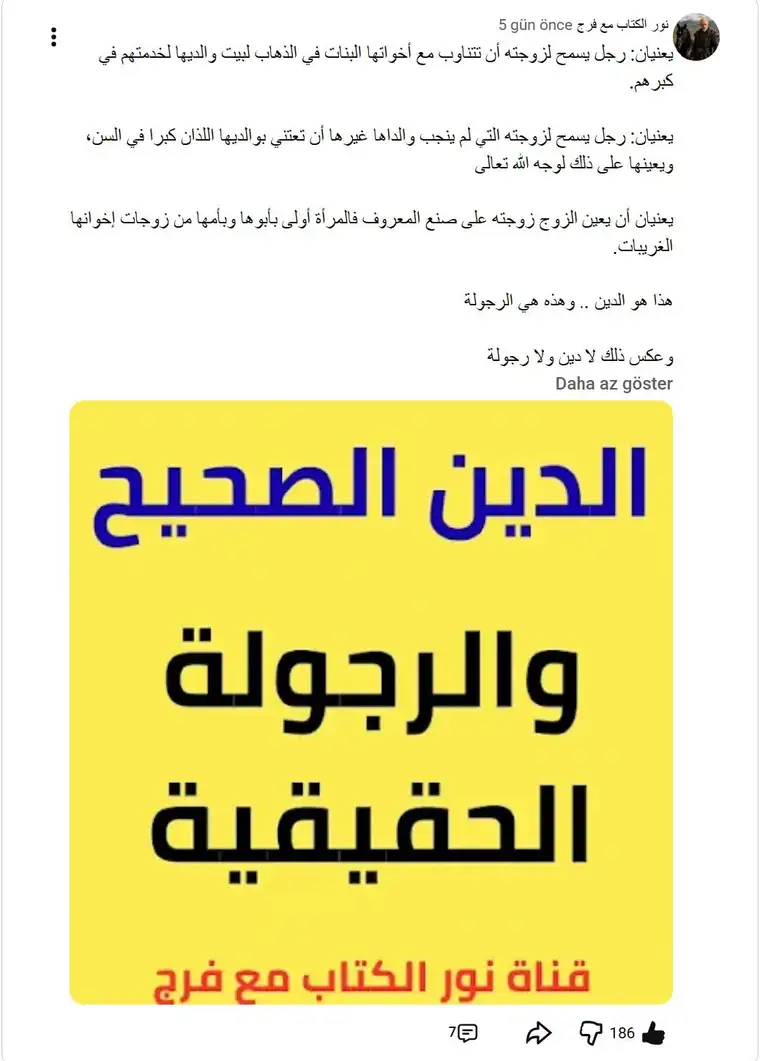 نور الكتاب مع فرج 5 gün önce
يعنيان: رجل يسمح لزوجته أن تتناوب مع أخواتها البنات في الذهاب لبيت والديها لخدمتهم في
كبرهم.
يعنيان: رجل يسمح لزوجته التي لم ينجب والداها غيرها أن تعتني بوالديها اللذان كبرا في السن،
ويعينها على ذلك لوجه الله تعالى
يعنيان أن يعين الزوج زوجته على صنع المعروف فالمرأة أولى بأبوها وبأمها من زوجات إخوانها
الغريبات.
هذا هو الدين .. وهذه هي الرجولة
وعكس ذلك لا دين ولا رجولة
Daha az göster
الدين الصحيح
والرجولة
الحقيقية
قناة نور الكتاب مع فرج
186
7